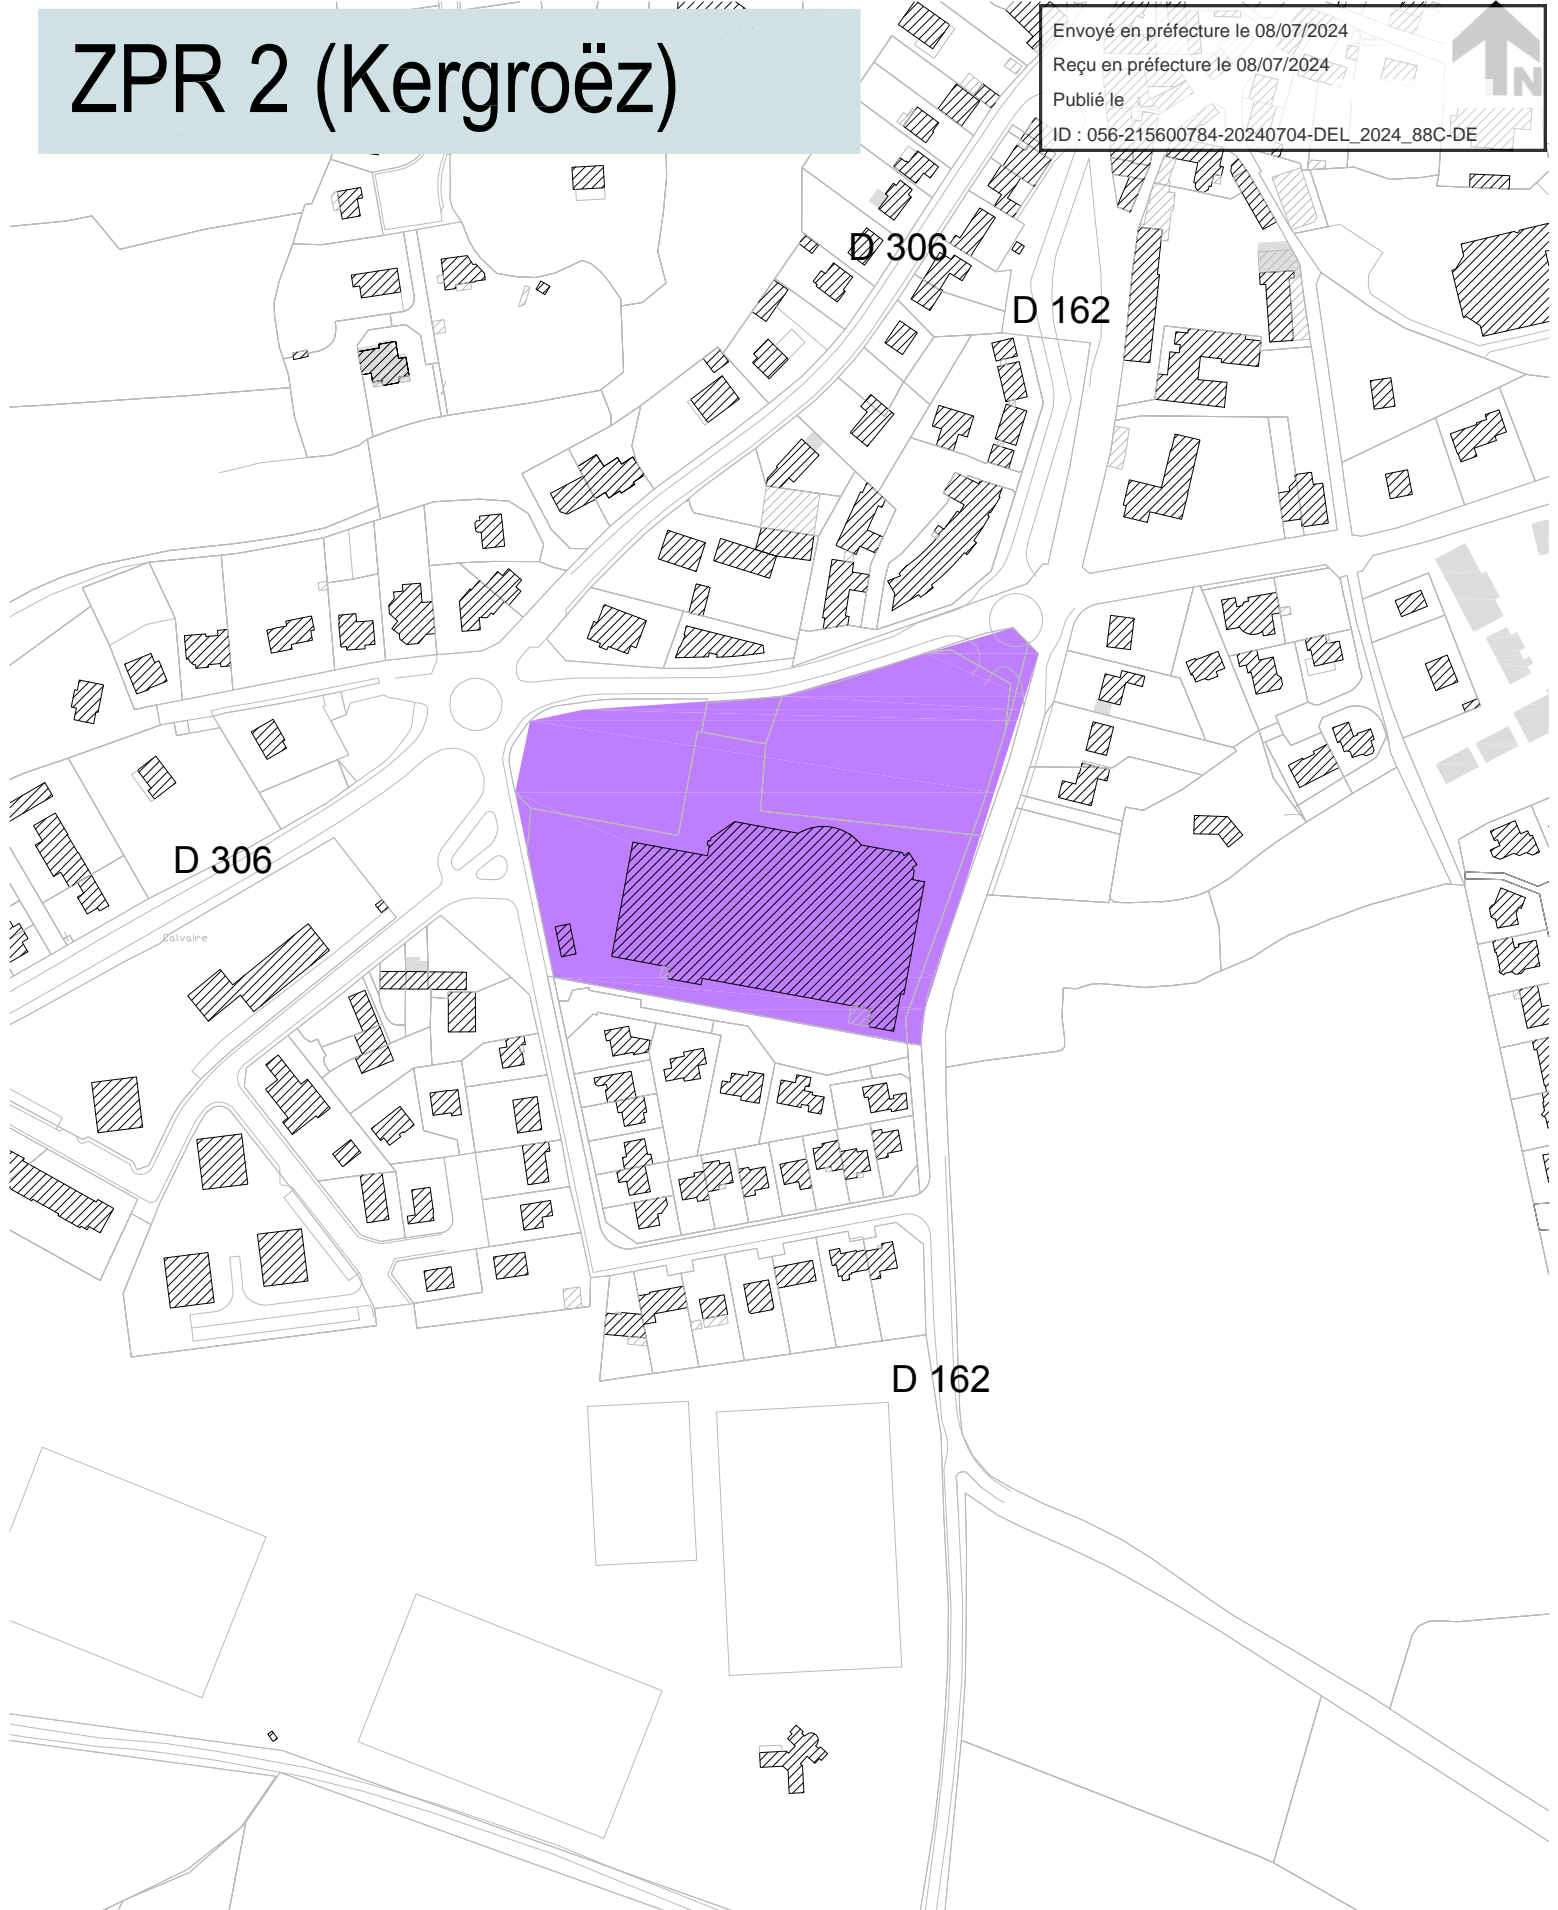 ZPR 2 (Kergroëz)
Envoyé en préfecture le 08/07/2024
Reçu en préfecture le 08/07/2024
Publié le
ID : 056-215600784-20240704-DEL_2024_88C-DE
N
D 306
D 162
D 306
Calvaire
D 162